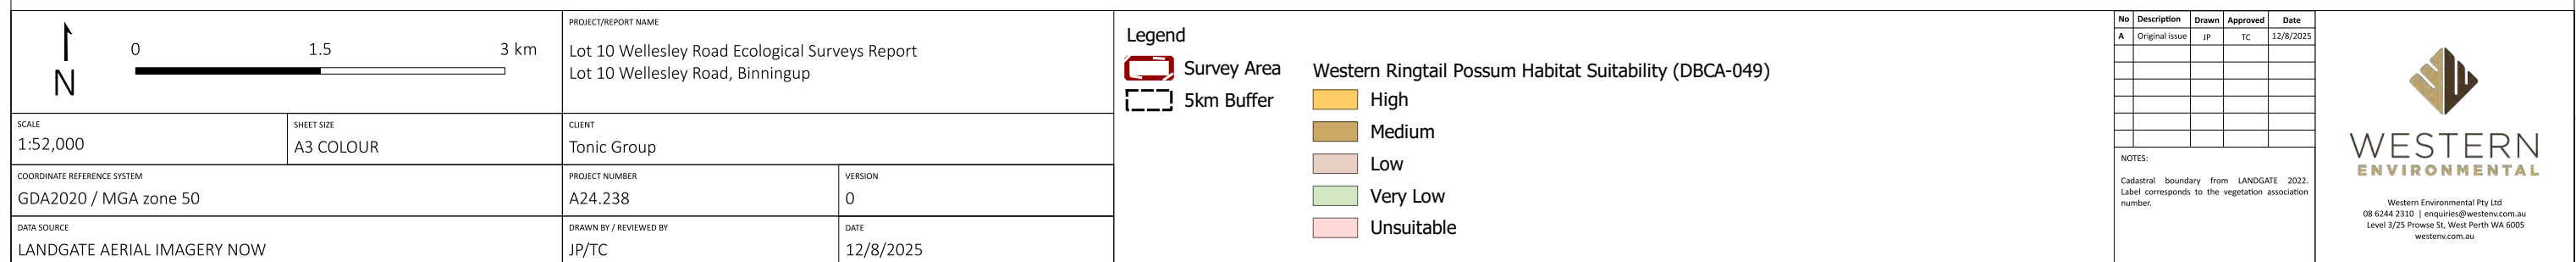 0 1.5 3 km
N
SCALE
1:52,000
SHEET SIZE
A3 COLOUR
COORDINATE REFERENCE SYSTEM
GDA2020 / MGA zone 50
DATA SOURCE
LANDGATE AERIAL IMAGERY NOW
PROJECT/REPORT NAME
Lot 10 Wellesley Road Ecological Surveys Report
Lot 10 Wellesley Road, Binningup
CLIENT
Tonic Group
PROJECT NUMBER
A24.238
VERSION
0
DRAWN BY / REVIEWED BY
JP/TC
DATE
12/8/2025
Legend
Survey Area
5km Buffer
Western Ringtail Possum Habitat Suitability (DBCA-049)
High
Medium
Low
Very Low
Unsuitable
No Description Drawn Approved Date
A Original issue JP TC 12/8/2025
NOTES:
Cadastral boundary from LANDGATE 2022.
Label corresponds to the vegetation association
number.
WESTERN
ENVIRONMENTAL
Western Environmental Pty Ltd
08 6244 2310 | enquiries@westenv.com.au
Level 3/25 Prowse St, West Perth WA 6005
westenv.com.au